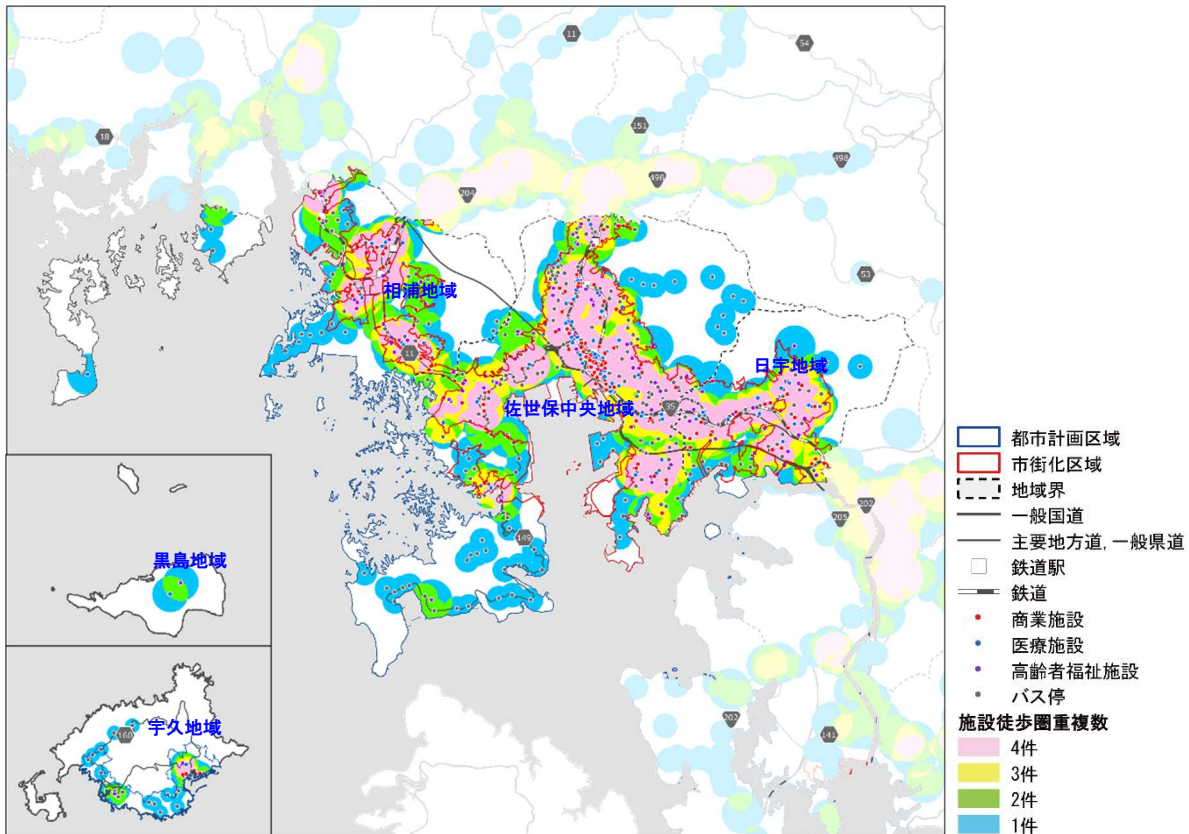 11
54
18
151
498
204
498
53
相浦地域
11
日宇地域
佐世保中央地域
35
202
205
149
黒島地域
宇久地域
160
202
141
都市計画区域
市街化区域
地域界
一般国道
主要地方道, 一般県道
鉄道駅
鉄道
商業施設
医療施設
高齢者福祉施設
バス停
施設徒歩圏重複数
4件
3件
2件
1件